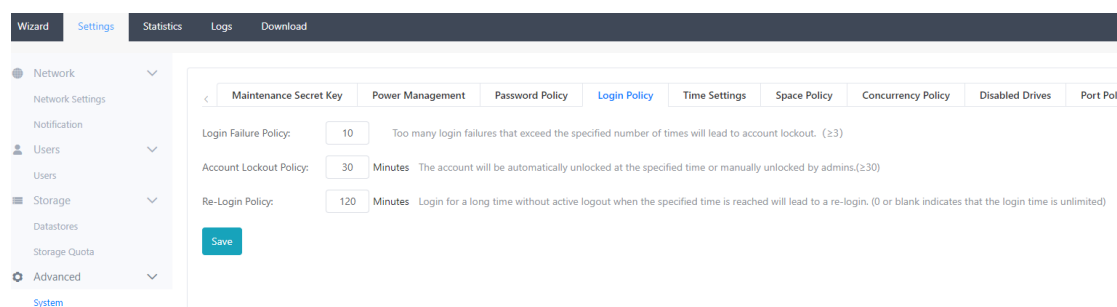 Wizard Settings Statistics Logs Download
Network
Network Settings
Notification
Users
Users
Storage
Datastores
Storage Quota
Advanced
System
Maintenance Secret Key Power Management Password Policy Login Policy Time Settings Space Policy Concurrency Policy Disabled Drives Port Pol
Login Failure Policy: 10 Too many login failures that exceed the specified number of times will lead to account lockout. (≥3)
Account Lockout Policy: 30 Minutes The account will be automatically unlocked at the specified time or manually unlocked by admins.(≥30)
Re-Login Policy: 120 Minutes Login for a long time without active logout when the specified time is reached will lead to a re-login. (0 or blank indicates that the login time is unlimited)
Save